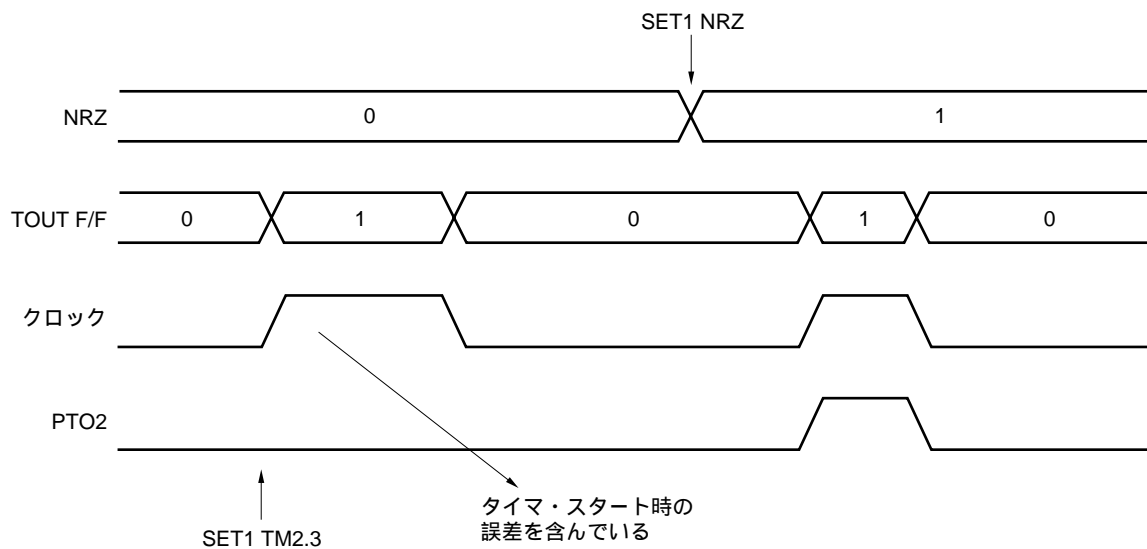 SET1 NRZ
NRZ
0
1
TOUT F/F
0
1
0
1
0
クロック
PTO2
SET1 TM2.3
タイマ・スタート時の
誤差を含んでいる